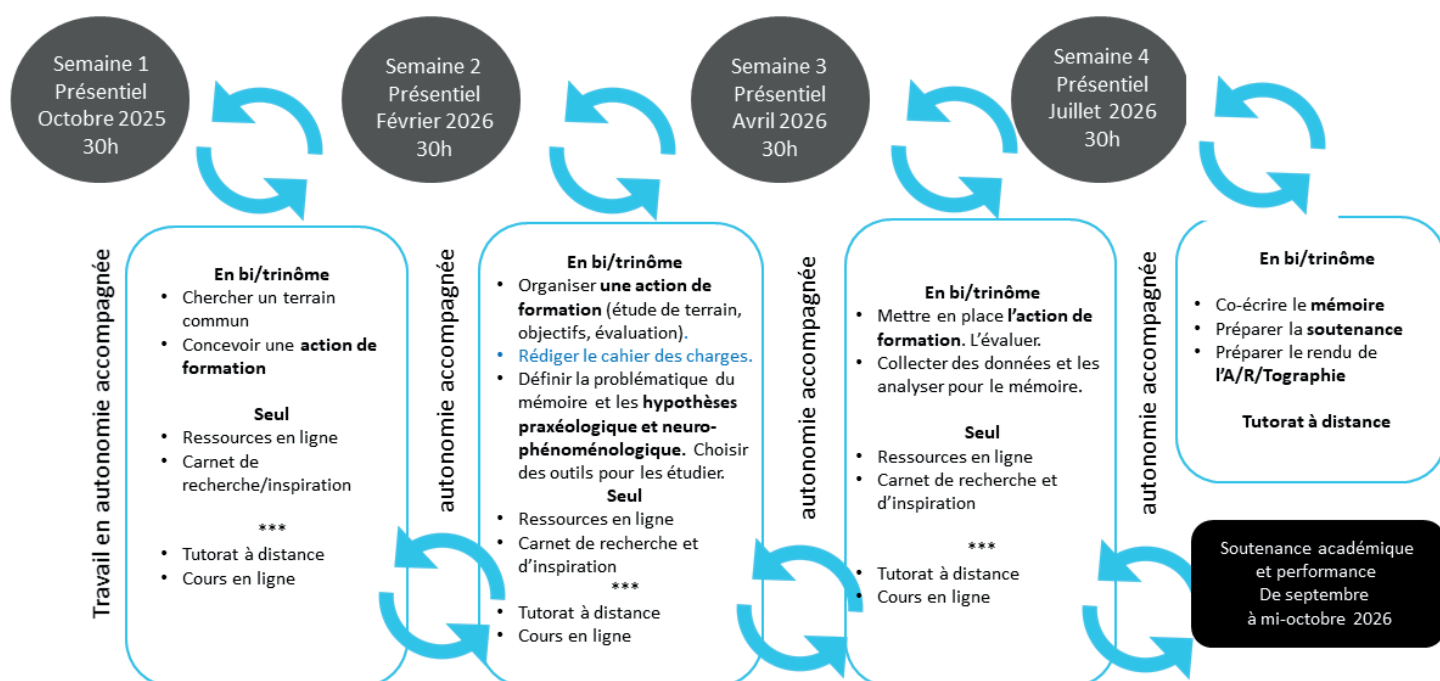 Semaine 1
Présentiel
Octobre 2025
30h
Semaine 2
Présentiel
Février 2026
30h
Semaine 3
Présentiel
Avril 2026
30h
Semaine 4
Présentiel
Juillet 2026
30h
Travail en autonomie accompagnée
En bi/trinôme
• Chercher un terrain
commun
• Concevoir une action de
formation
Seul
• Ressources en ligne
• Carnet de
recherche/inspiration
***
• Tutorat à distance
• Cours en ligne
autonomie accompagnée
En bi/trinôme
• Organiser une action de
formation (étude de terrain,
objectifs, évaluation).
• Rédiger le cahier des charges.
• Définir la problématique du
mémoire et les hypothèses
praxéologique et neuro-
phénoménologique. Choisir
des outils pour les étudier.
Seul
• Ressources en ligne
• Carnet de recherche et
d’inspiration
***
• Tutorat à distance
• Cours en ligne
autonomie accompagnée
En bi/trinôme
• Mettre en place l’action de
formation. L’évaluer.
• Collecter des données et les
analyser pour le mémoire.
Seul
• Ressources en ligne
• Carnet de recherche et
d’inspiration
***
• Tutorat à distance
• Cours en ligne
autonomie accompagnée
En bi/trinôme
• Co-écrire le mémoire
• Préparer la soutenance
• Préparer le rendu de
l’A/R/Tographie
Tutorat à distance
Soutenance académique
et performance
De septembre
à mi-octobre 2026